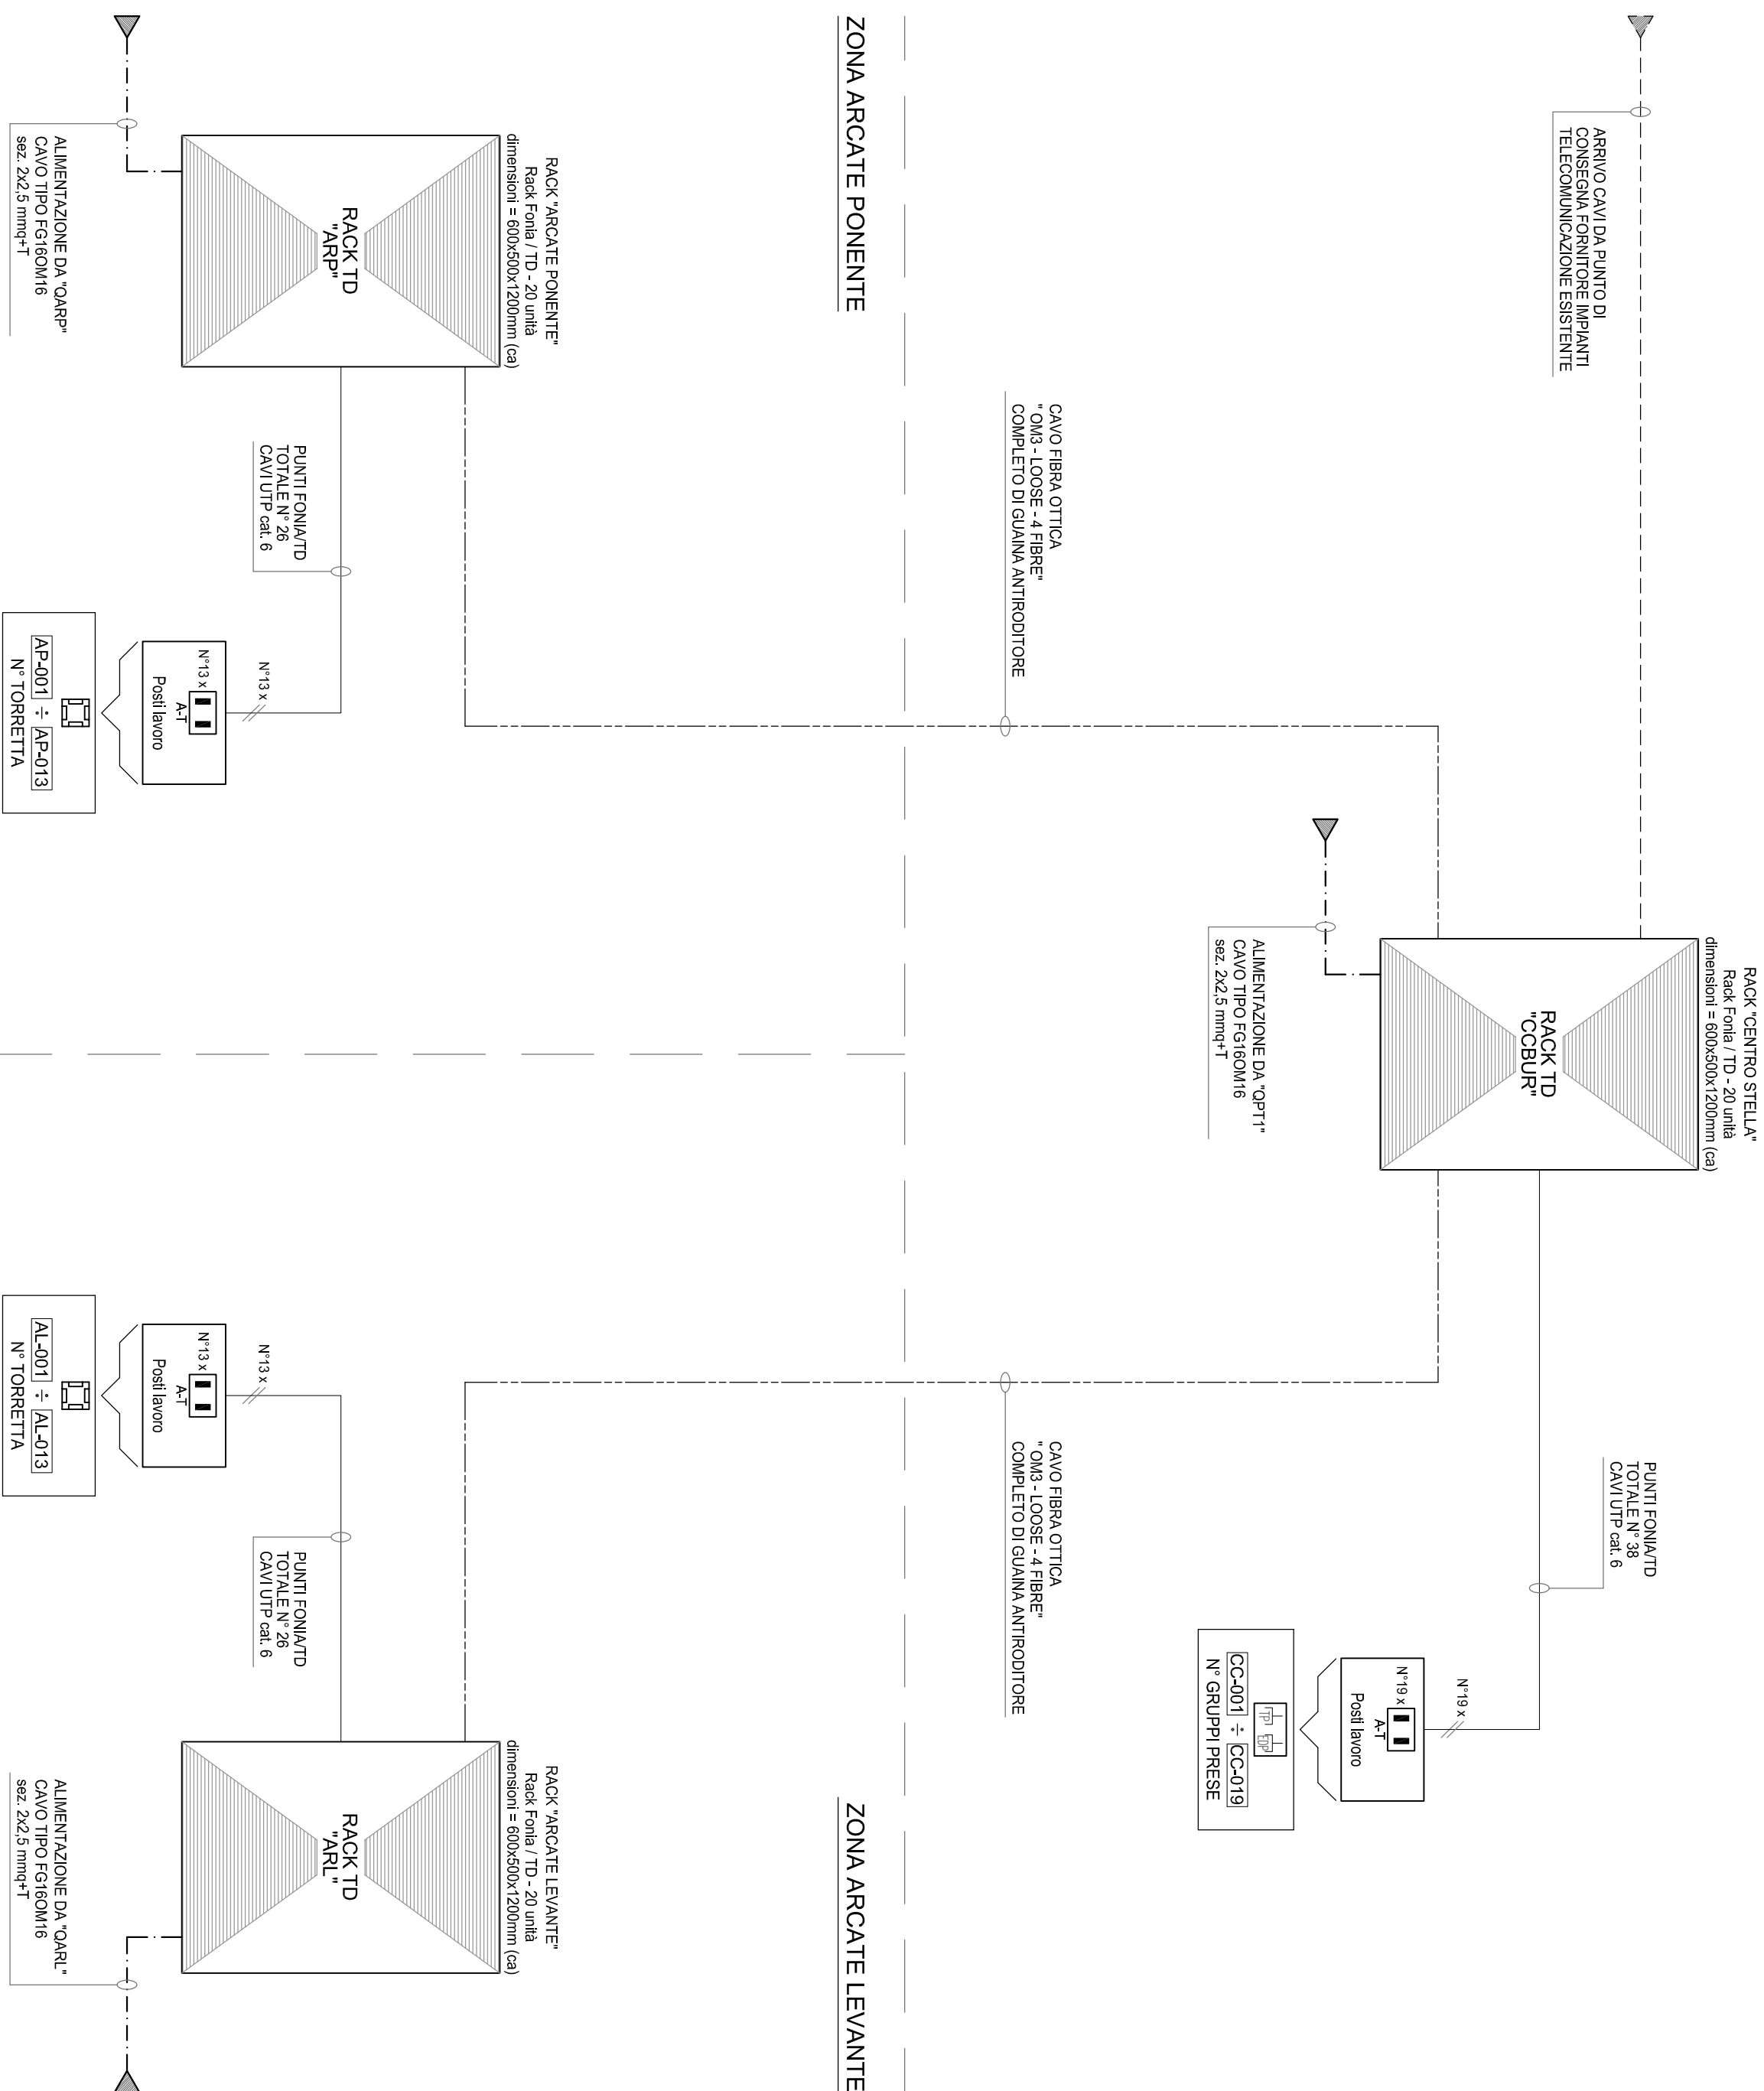 RACK "CENTRO STELLA"
Rack Fonia / TD - 20 unità
dimensioni = 600x500x1200mm (ca)
RACK TD
"CCBUR"
ARRIVO CAVI DA PUNTO DI
CONSEGNA FORNITORE IMPIANTI
TELECOMUNICAZIONE ESISTENTE
ALIMENTAZIONE DA "QPT1"
CAVO TIPO FG16OM16
sez. 2x2,5 mmq+T
PUNTI FONIA/TD
TOTALE N° 38
CAVI UTP cat. 6
N°19 x
N°19 x
A-T
Posti lavoro
TP
EDP
CC-001 ÷ CC-019
N° GRUPPI PRESE
CAVO FIBRA OTTICA
" OM3 - LOOSE - 4 FIBRE"
COMPLETO DI GUAINA ANTIRODITORE
CAVO FIBRA OTTICA
" OM3 - LOOSE - 4 FIBRE"
COMPLETO DI GUAINA ANTIRODITORE
ZONA ARCATE PONENTE
ZONA ARCATE LEVANTE
RACK "ARCATE PONENTE"
Rack Fonia / TD - 20 unità
dimensioni = 600x500x1200mm (ca)
RACK TD
"ARP"
PUNTI FONIA/TD
TOTALE N° 26
CAVI UTP cat. 6
N°13 x
N°13 x
A-T
Posti lavoro
AP-001 ÷ AP-013
N° TORRETTA
ALIMENTAZIONE DA "QARP"
CAVO TIPO FG16OM16
sez. 2x2,5 mmq+T
RACK "ARCATE LEVANTE"
Rack Fonia / TD - 20 unità
dimensioni = 600x500x1200mm (ca)
RACK TD
"ARL"
PUNTI FONIA/TD
TOTALE N° 26
CAVI UTP cat. 6
N°13 x
N°13 x
A-T
Posti lavoro
AL-001 ÷ AL-013
N° TORRETTA
ALIMENTAZIONE DA "QARL"
CAVO TIPO FG16OM16
sez. 2x2,5 mmq+T